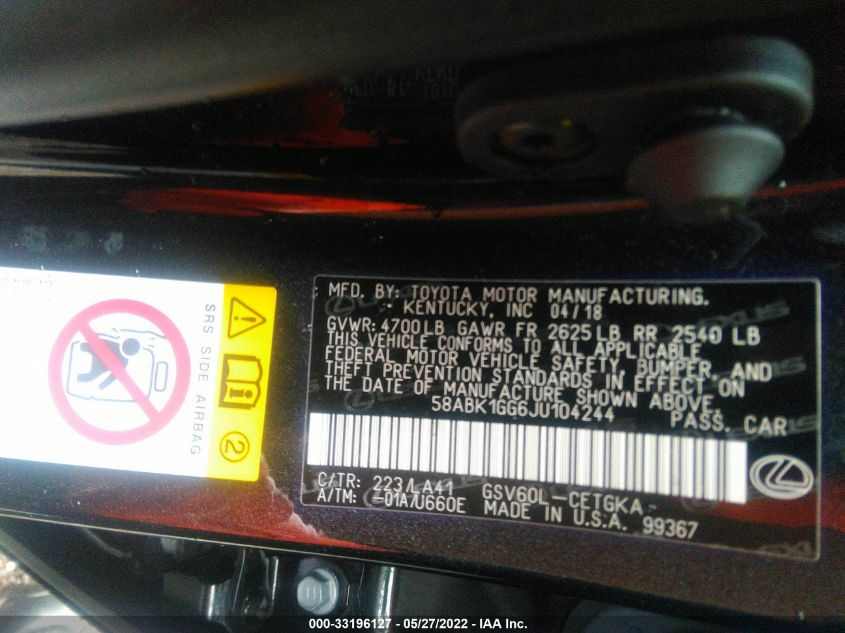 SRS SIDE AIRBAG
2
MFD. BY: TOYOTA MOTOR MANUFACTURING,
KENTUCKY, INC 04/18
GVWR: 4700LB GAWR FR 2625LB RR 2540 LB
THIS VEHICLE CONFORMS TO ALL APPLICABLE
FEDERAL MOTOR VEHICLE SAFETY, BUMPER, AND
THEFT PREVENTION STANDARDS IN EFFECT ON
THE DATE OF MANUFACTURE SHOWN ABOVE.
58ABK1GG6JU104244 PASS. CAR
C/TR: 223/LA41 GSV60L-CETGKA
A/TM: -01A/U660E MADE IN U.S.A. 99367
000-33196127 - 05/27/2022 - IAA Inc.